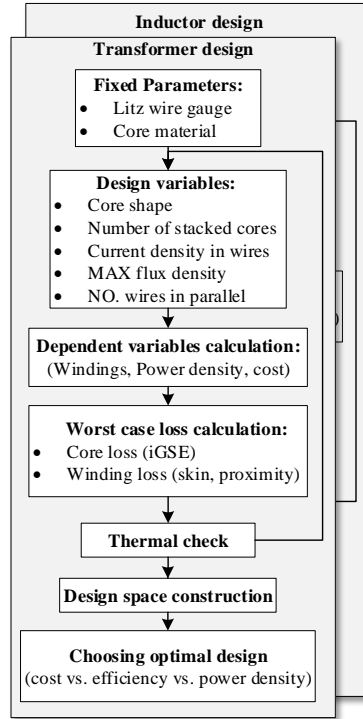 Inductor design
Transformer design
Fixed Parameters:
• Litz wire gauge
• Core material
Design variables:
• Core shape
• Number of stacked cores
• Current density in wires
• MAX flux density
• NO. wires in parallel
Dependent variables calculation:
(Windings, Power density, cost)
Worst case loss calculation:
• Core loss (iGSE)
• Winding loss (skin, proximity)
Thermal check
Design space construction
Choosing optimal design
(cost vs. efficiency vs. power density)